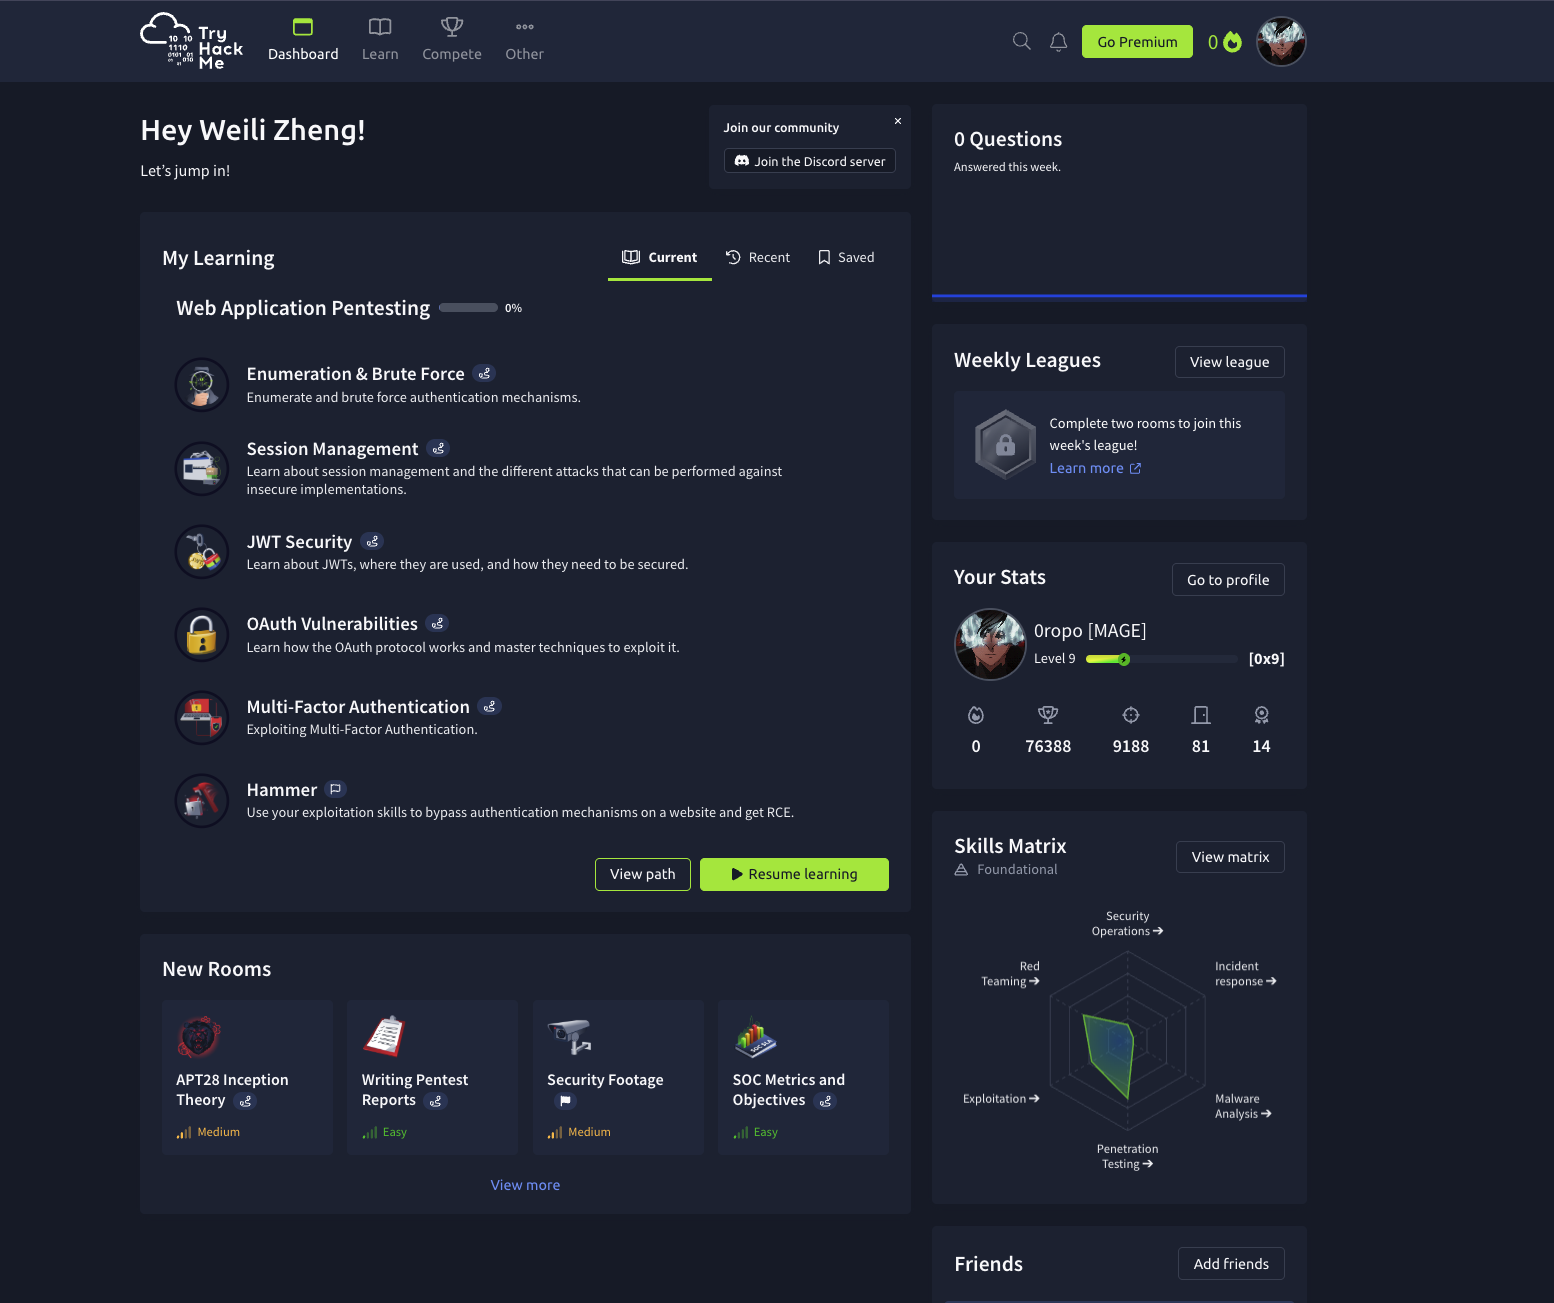 Try
Hack
Me
10 10
1110
0101 01
01 010
Dashboard
Learn
Compete
Other
Go Premium
0
Hey Weili Zheng!
Let's jump in!
Join our community
Join the Discord server
My Learning
Current
Recent
Saved
Web Application Pentesting
0%
Enumeration & Brute Force
Enumerate and brute force authentication mechanisms.
Session Management
Learn about session management and the different attacks that can be performed against
insecure implementations.
JWT Security
Learn about JWTs, where they are used, and how they need to be secured.
OAuth Vulnerabilities
Learn how the OAuth protocol works and master techniques to exploit it.
Multi-Factor Authentication
Exploiting Multi-Factor Authentication.
Hammer
Use your exploitation skills to bypass authentication mechanisms on a website and get RCE.
View path
Resume learning
New Rooms
APT28 Inception
Theory
Medium
Writing Pentest
Reports
Easy
Security Footage
Medium
SOC SLA
SOC Metrics and
Objectives
Easy
View more
0 Questions
Answered this week.
Weekly Leagues
View league
Complete two rooms to join this
week's league!
Learn more
Your Stats
Go to profile
0ropo [MAGE]
Level 9
[0x9]
0
76388
9188
81
14
Skills Matrix
Foundational
View matrix
Security
Operations
Red
Teaming
Incident
response
Exploitation
Malware
Analysis
Penetration
Testing
Friends
Add friends